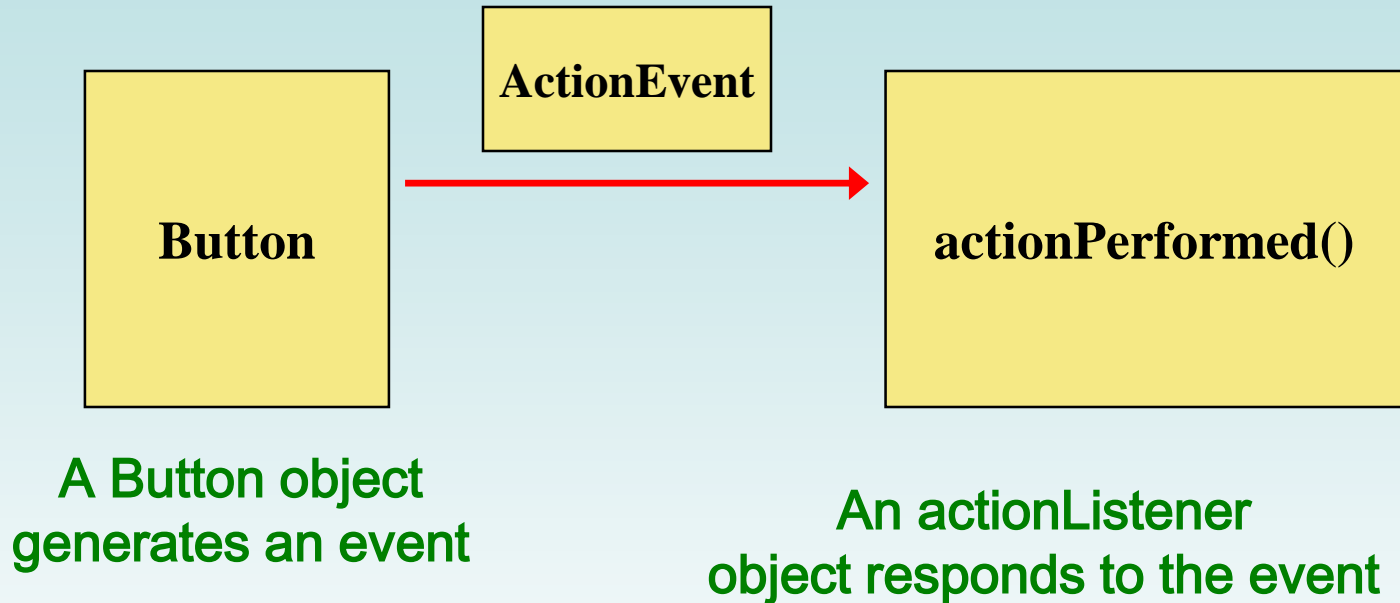 ActionEvent
Button
actionPerformed()
A Button object
generates an event
An actionListener
object responds to the event